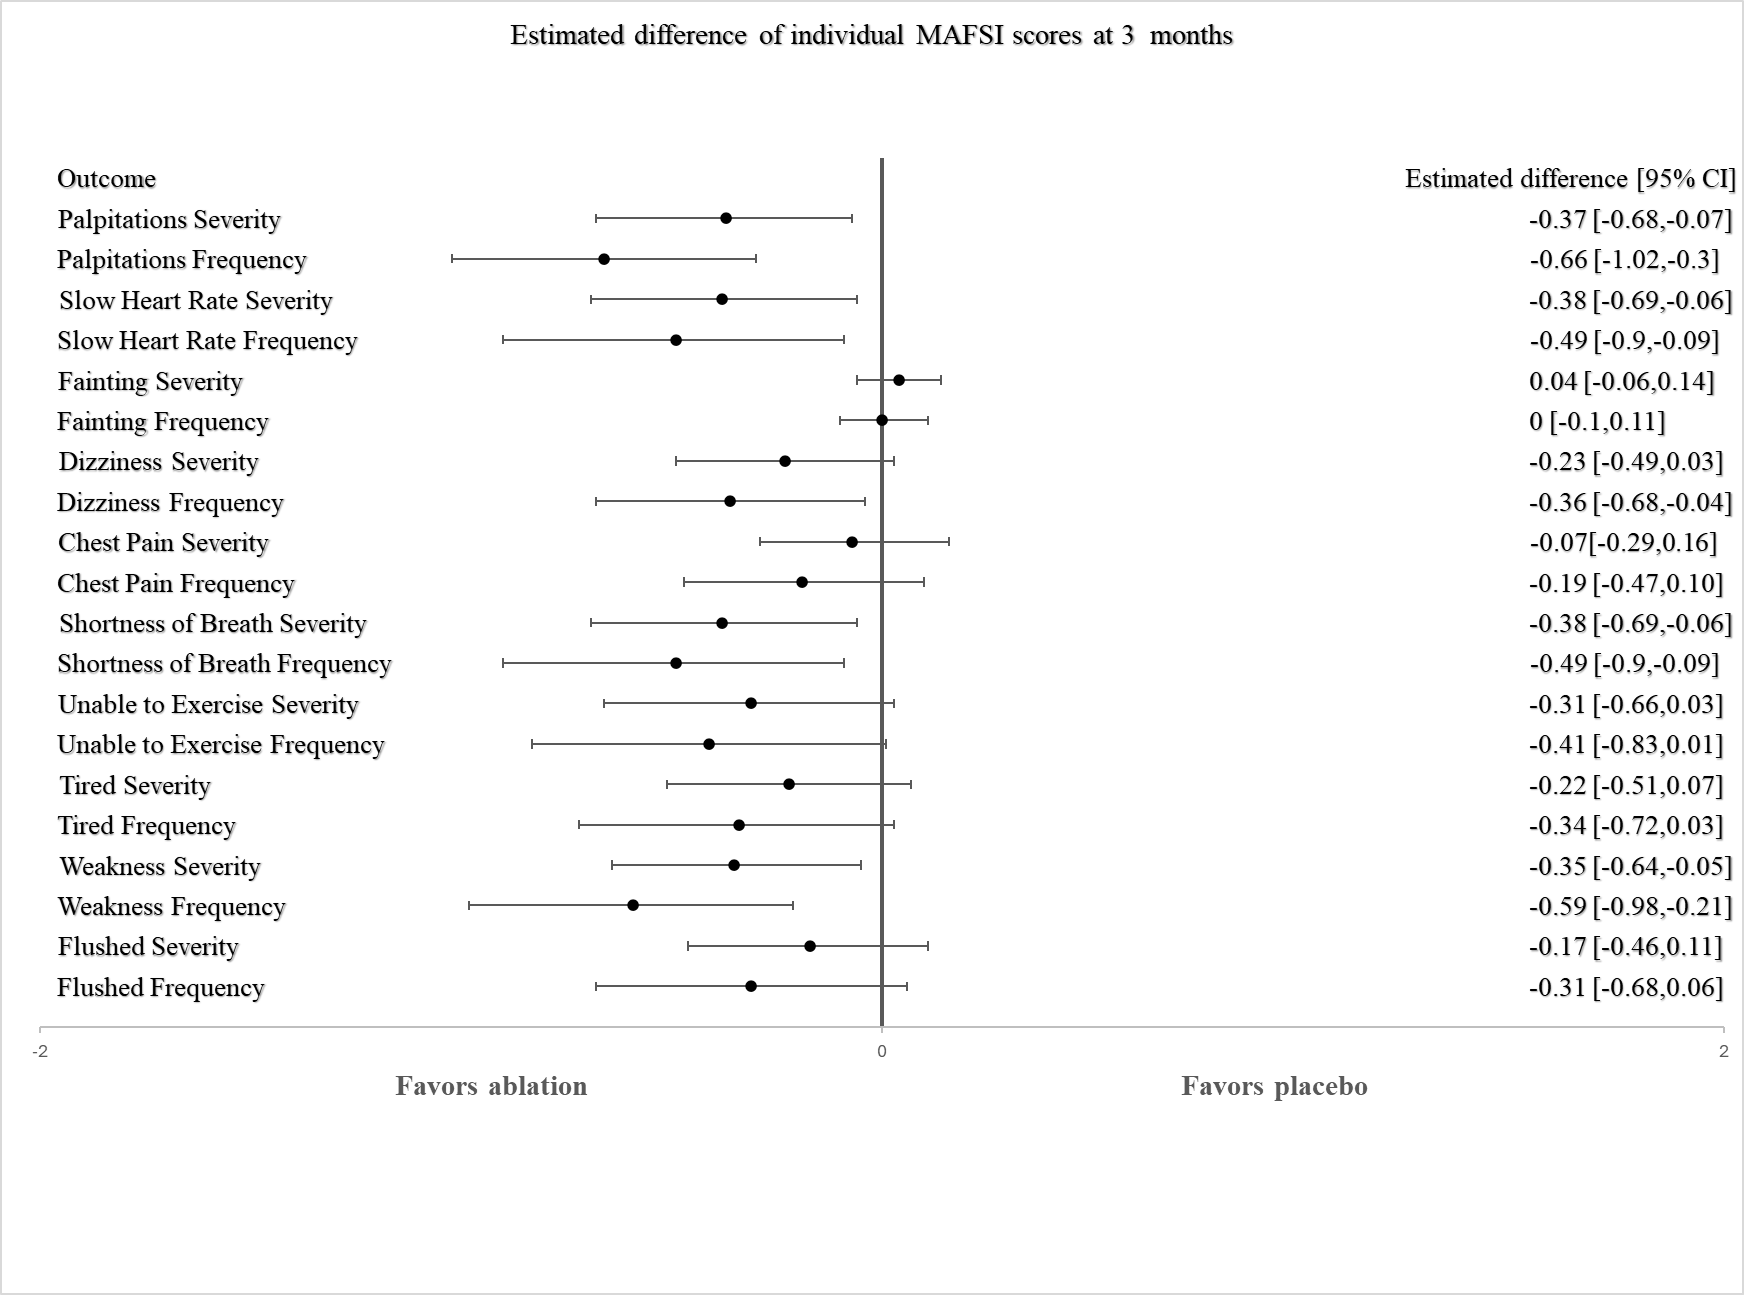 Estimated difference of individual MAFSI scores at 3 months
Outcome Estimated difference [95% CI]
Palpitations Severity -0.37 [-0.68,-0.07]
Palpitations Frequency -0.66 [-1.02,-0.3]
Slow Heart Rate Severity -0.38 [-0.69,-0.06]
Slow Heart Rate Frequency -0.49 [-0.9,-0.09]
Fainting Severity 0.04 [-0.06,0.14]
Fainting Frequency 0 [-0.1,0.11]
Dizziness Severity -0.23 [-0.49,0.03]
Dizziness Frequency -0.36 [-0.68,-0.04]
Chest Pain Severity -0.07[-0.29,0.16]
Chest Pain Frequency -0.19 [-0.47,0.10]
Shortness of Breath Severity -0.38 [-0.69,-0.06]
Shortness of Breath Frequency -0.49 [-0.9,-0.09]
Unable to Exercise Severity -0.31 [-0.66,0.03]
Unable to Exercise Frequency -0.41 [-0.83,0.01]
Tired Severity -0.22 [-0.51,0.07]
Tired Frequency -0.34 [-0.72,0.03]
Weakness Severity -0.35 [-0.64,-0.05]
Weakness Frequency -0.59 [-0.98,-0.21]
Flushed Severity -0.17 [-0.46,0.11]
Flushed Frequency -0.31 [-0.68,0.06]
-2 0 2
Favors ablation Favors placebo